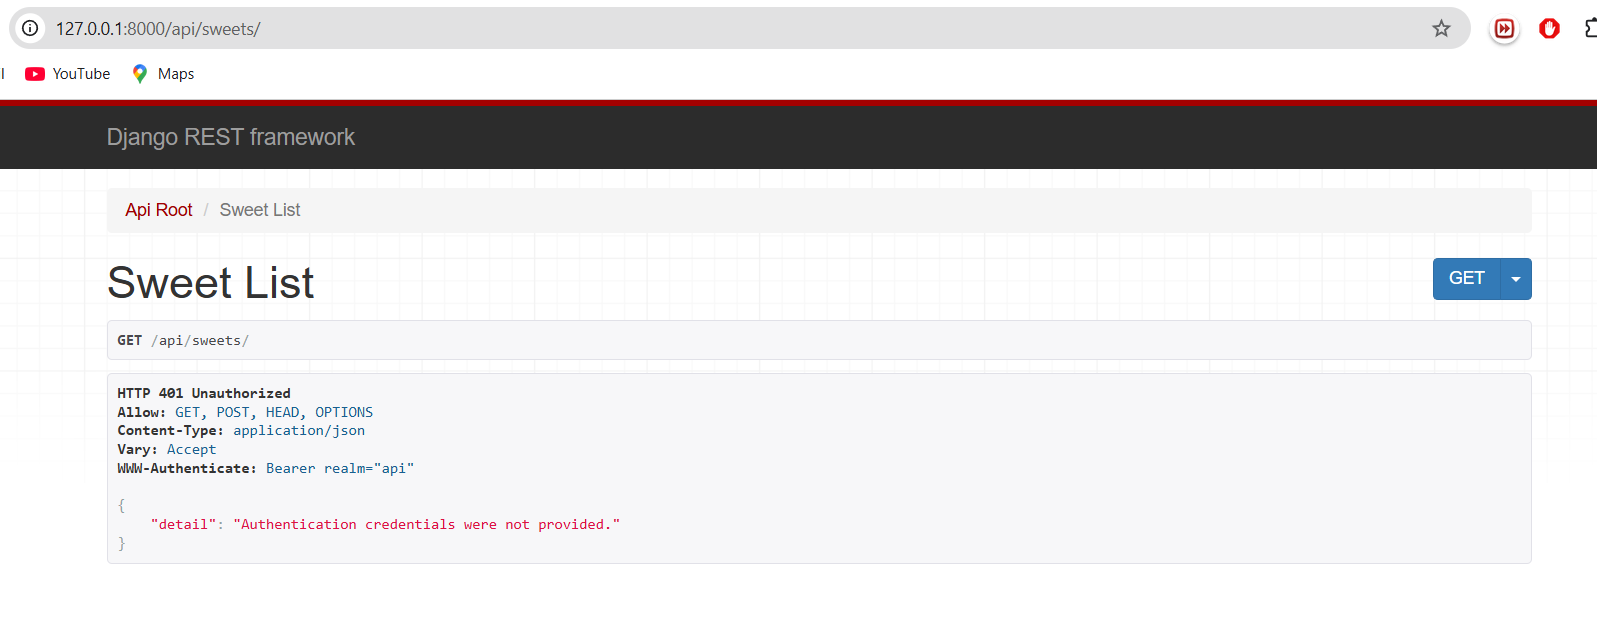 127.0.0.1:8000/api/sweets/
YouTube Maps
Django REST framework
Api Root / Sweet List
Sweet List
GET
GET /api/sweets/
HTTP 401 Unauthorized
Allow: GET, POST, HEAD, OPTIONS
Content-Type: application/json
Vary: Accept
WWW-Authenticate: Bearer realm="api"
{
"detail": "Authentication credentials were not provided."
}